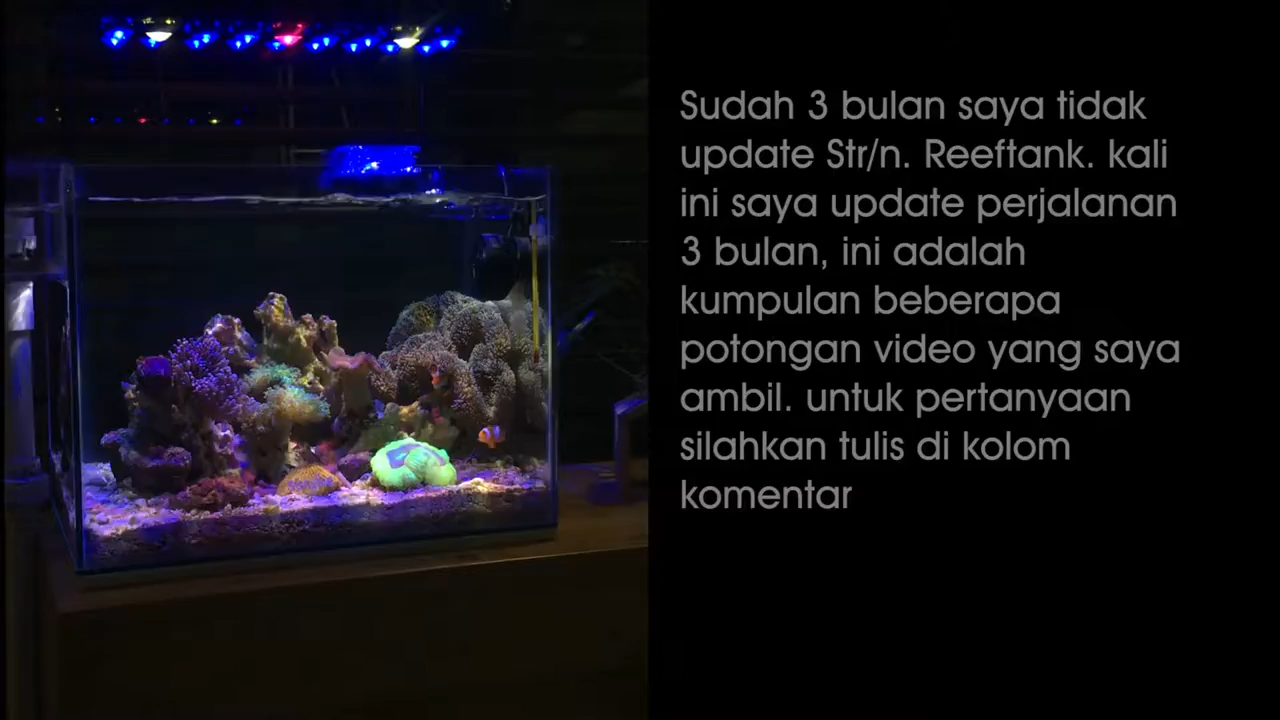 Sudah 3 bulan saya tidak
update Str/n. Reeftank. kali
ini saya update perjalanan
3 bulan, ini adalah
kumpulan beberapa
potongan video yang saya
ambil. untuk pertanyaan
silahkan tulis di kolom
komentar